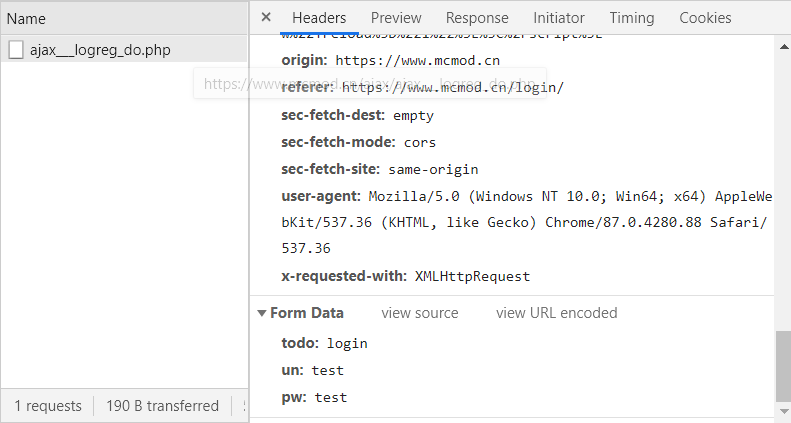 Name
× Headers Preview Response Initiator Timing Cookies
ajax___logreg_do.php
origin: https://www.mcmod.cn
https://www.mcmod.cn/ajax/ajax___logreg_do.php
referer: https://www.mcmod.cn/login/
sec-fetch-dest: empty
sec-fetch-mode: cors
sec-fetch-site: same-origin
user-agent: Mozilla/5.0 (Windows NT 10.0; Win64; x64) AppleWe
bKit/537.36 (KHTML, like Gecko) Chrome/87.0.4280.88 Safari/
537.36
x-requested-with: XMLHttpRequest
Form Data view source view URL encoded
todo: login
un: test
pw: test
1 requests 190 B transferred